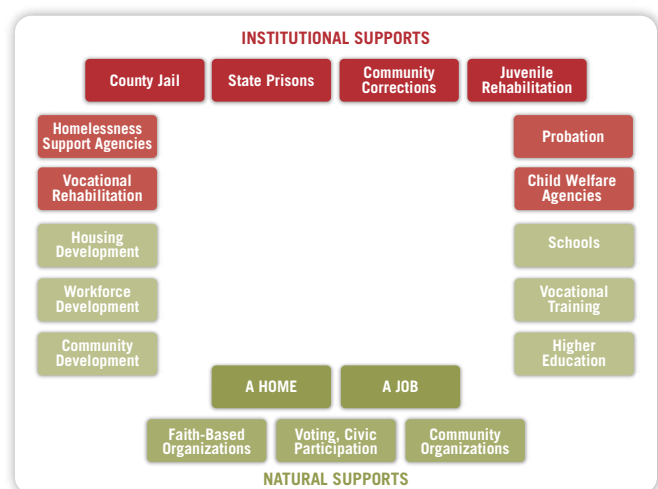 INSTITUTIONAL SUPPORTS
County Jail
State Prisons
Community
Corrections
Juvenile
Rehabilitation
Homelessness
Support Agencies
Probation
Vocational
Rehabilitation
Child Welfare
Agencies
Housing
Development
Schools
Workforce
Development
Vocational
Training
Community
Development
Higher
Education
A HOME
A JOB
Faith-Based
Organizations
Voting, Civic
Participation
Community
Organizations
NATURAL SUPPORTS